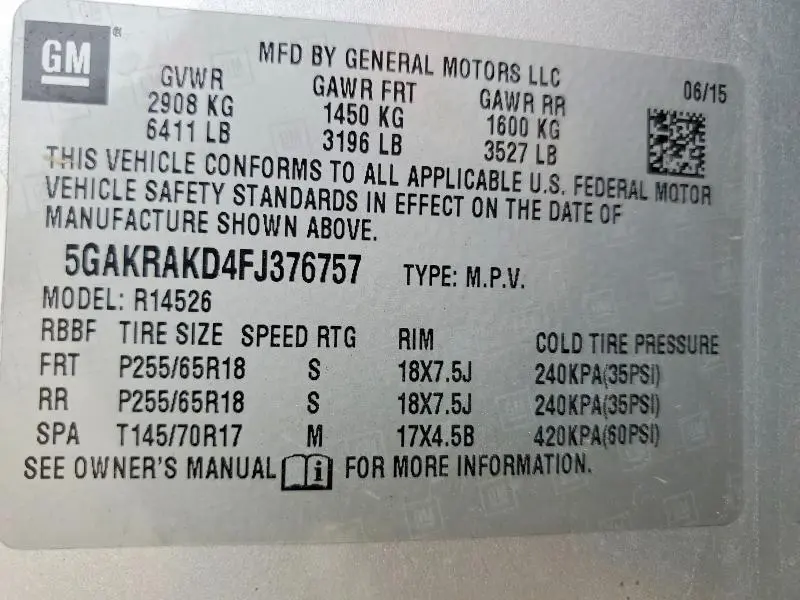 GM®
MFD BY GENERAL MOTORS LLC
GVWR GAWR FRT GAWR RR 06/15
2908 KG 1450 KG 1600 KG
6411 LB 3196 LB 3527 LB
THIS VEHICLE CONFORMS TO ALL APPLICABLE U.S. FEDERAL MOTOR
VEHICLE SAFETY STANDARDS IN EFFECT ON THE DATE OF
MANUFACTURE SHOWN ABOVE.
5GAKRAKD4FJ376757 TYPE: M.P.V.
MODEL: R14526
RBBF TIRE SIZE SPEED RTG RIM COLD TIRE PRESSURE
FRT P255/65R18 S 18X7.5J 240KPA(35PSI)
RR P255/65R18 S 18X7.5J 240KPA(35PSI)
SPA T145/70R17 M 17X4.5B 420KPA(60PSI)
SEE OWNER'S MANUAL i FOR MORE INFORMATION.